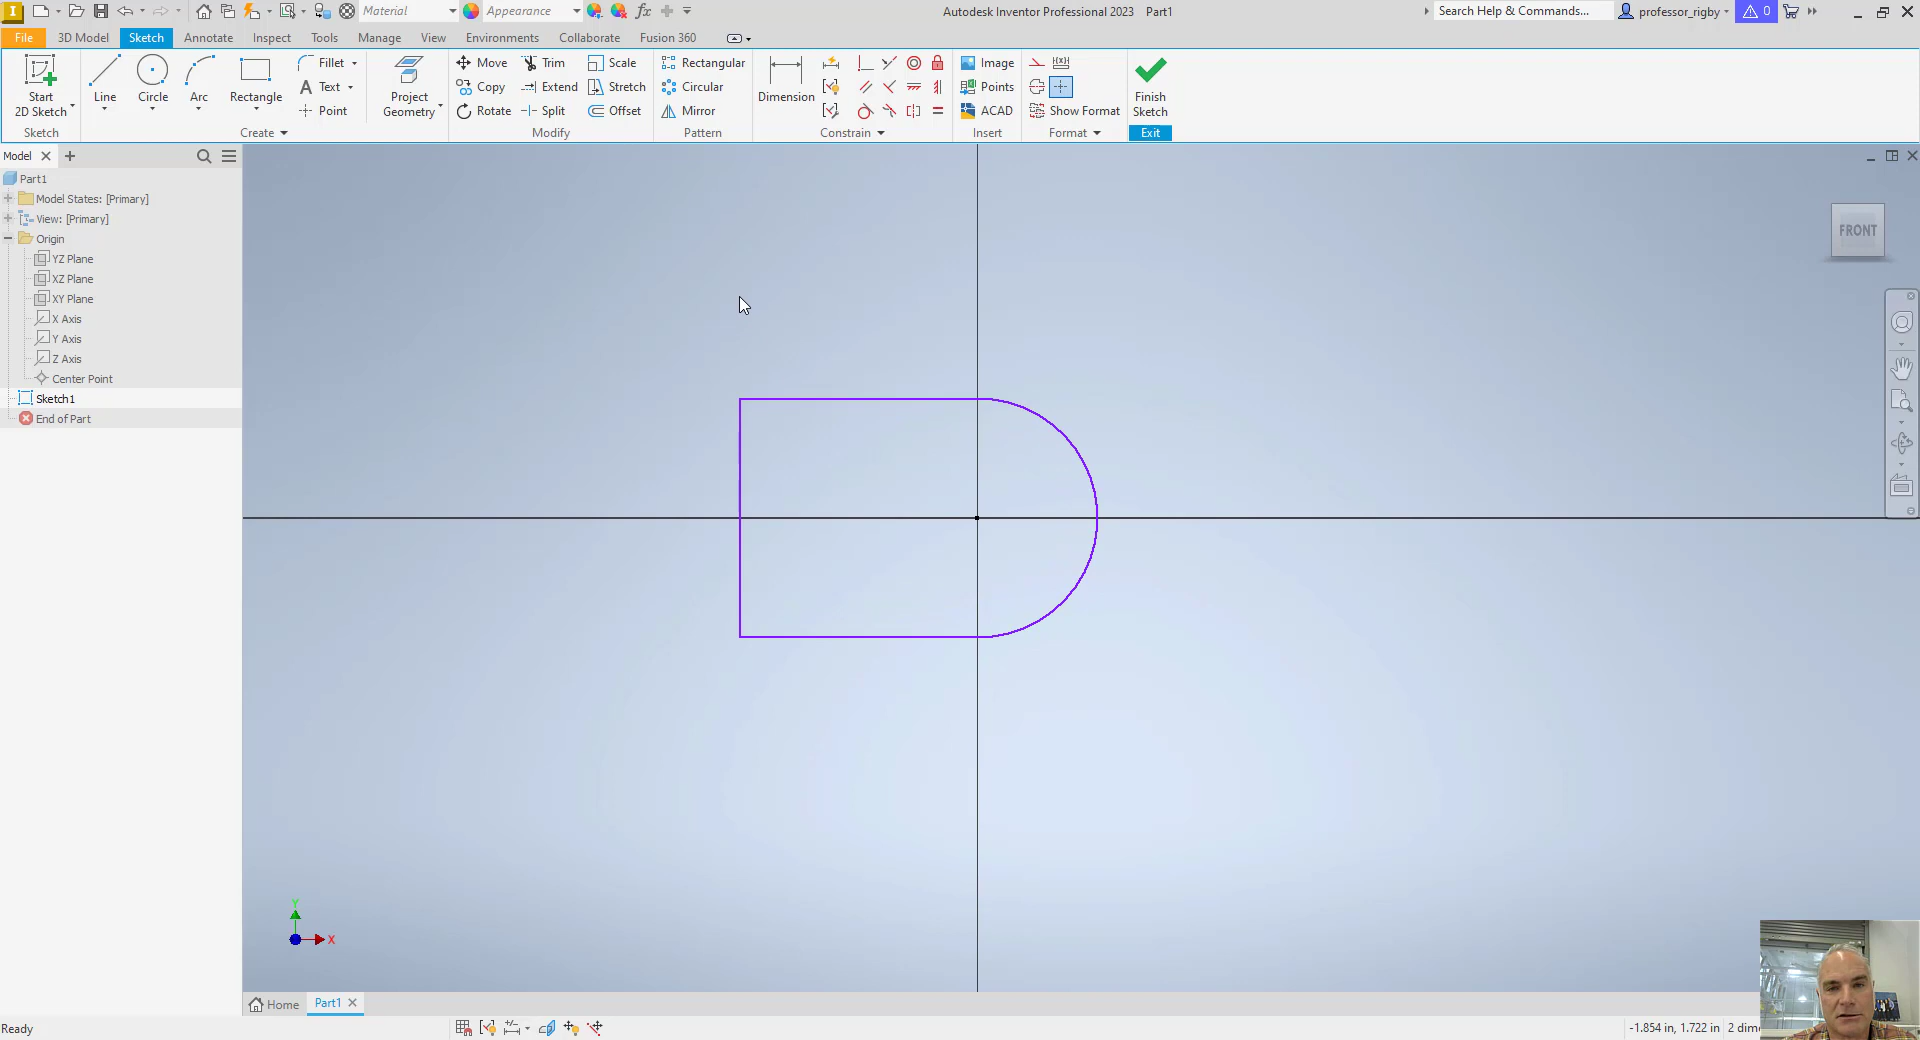 I Material Appearance fx Autodesk Inventor Professional 2023 Part1 Search Help & Commands... professor_rigby 0
File 3D Model Sketch Annotate Inspect Tools Manage View Environments Collaborate Fusion 360
Start 2D Sketch
Line Circle Arc Rectangle
Fillet
A Text
Point
Project Geometry
Move Trim Scale
Copy Extend Stretch
Rotate Split Offset
Rectangular
Circular
Mirror
Dimension
Image
Points
ACAD
Show Format
Finish Sketch
Sketch Create Modify Pattern Constrain Insert Format Exit
Model
Part1
Model States: [Primary]
View: [Primary]
Origin
YZ Plane
XZ Plane
XY Plane
X Axis
Y Axis
Z Axis
Center Point
Sketch1
End of Part
FRONT
Y
X
Home Part1
Ready
-1.854 in, 1.722 in 2 dime